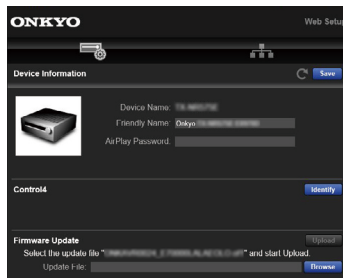 ONKYO
Web Setu
Device Information
Save
Device Name:
Friendly Name: Onkyo
AirPlay Password:
Control4
Identify
Firmware Update
Upload
Select the update file " " and start Upload.
Update File:
Browse